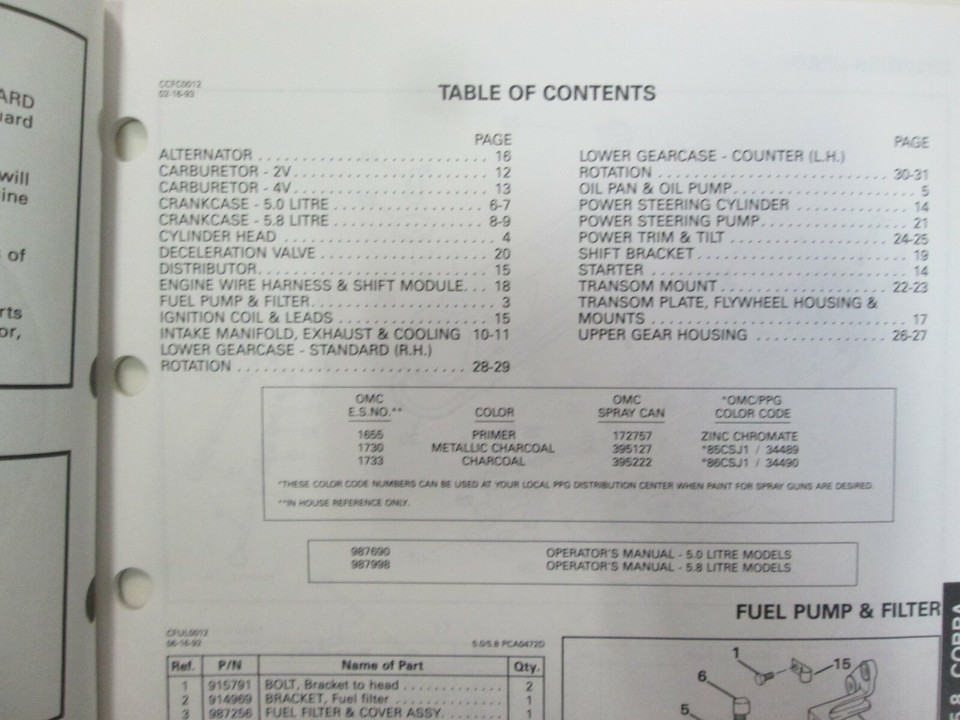 ARD
uard
will
ine
s of
rts
or,
CCFC0012
02-16-93
TABLE OF CONTENTS
PAGE
ALTERNATOR . . . . . . . . . . . . . . . . . . . . . . . . . . 16
CARBURETOR - 2V. . . . . . . . . . . . . . . . . . . . . . 12
CARBURETOR - 4V. . . . . . . . . . . . . . . . . . . . . . 13
CRANKCASE - 5.0 LITRE . . . . . . . . . . . . . . . . . 6-7
CRANKCASE - 5.8 LITRE . . . . . . . . . . . . . . . . . 8-9
CYLINDER HEAD . . . . . . . . . . . . . . . . . . . . . . . 4
DECELERATION VALVE . . . . . . . . . . . . . . . . . . 20
DISTRIBUTOR. . . . . . . . . . . . . . . . . . . . . . . . . . 15
ENGINE WIRE HARNESS & SHIFT MODULE. . . 18
FUEL PUMP & FILTER. . . . . . . . . . . . . . . . . . . . 3
IGNITION COIL & LEADS . . . . . . . . . . . . . . . . . 15
INTAKE MANIFOLD, EXHAUST & COOLING 10-11
LOWER GEARCASE - STANDARD (R.H.)
ROTATION . . . . . . . . . . . . . . . . . . . . . . . . . . 28-29
PAGE
LOWER GEARCASE - COUNTER (L.H.)
ROTATION . . . . . . . . . . . . . . . . . . . . . . . . . . 30-31
OIL PAN & OIL PUMP. . . . . . . . . . . . . . . . . . . . . 5
POWER STEERING CYLINDER . . . . . . . . . . . . . 14
POWER STEERING PUMP. . . . . . . . . . . . . . . . . 21
POWER TRIM & TILT . . . . . . . . . . . . . . . . . . 24-25
SHIFT BRACKET. . . . . . . . . . . . . . . . . . . . . . . . 19
STARTER . . . . . . . . . . . . . . . . . . . . . . . . . . . . . 14
TRANSOM MOUNT . . . . . . . . . . . . . . . . . . . 22-23
TRANSOM PLATE, FLYWHEEL HOUSING &
MOUNTS . . . . . . . . . . . . . . . . . . . . . . . . . . . . . 17
UPPER GEAR HOUSING . . . . . . . . . . . . . . . 26-27
OMC E.S.NO.** COLOR OMC SPRAY CAN *OMC/PPG COLOR CODE
1655 PRIMER 172757 ZINC CHROMATE
1730 METALLIC CHARCOAL 395127 *85CSJ1 / 34489
1733 CHARCOAL 395222 *86CSJ1 / 34490
*THESE COLOR CODE NUMBERS CAN BE USED AT YOUR LOCAL PPG DISTRIBUTION CENTER WHEN PAINT FOR SPRAY GUNS ARE DESIRED.
**IN HOUSE REFERENCE ONLY.
987690 OPERATOR'S MANUAL - 5.0 LITRE MODELS
987998 OPERATOR'S MANUAL - 5.8 LITRE MODELS
FUEL PUMP & FILTER
CFUL0012
06-16-92
5.0/5.8 PCA0472D
Ref. P/N Name of Part Qty.
1 915791 BOLT, Bracket to head . . . . . . . . . . . . 2
2 914969 BRACKET, Fuel filter . . . . . . . . . . . . . 1
3 987256 FUEL FILTER & COVER ASSY. . . . . . . . 1
1
15
6
5
5.8 COBRA